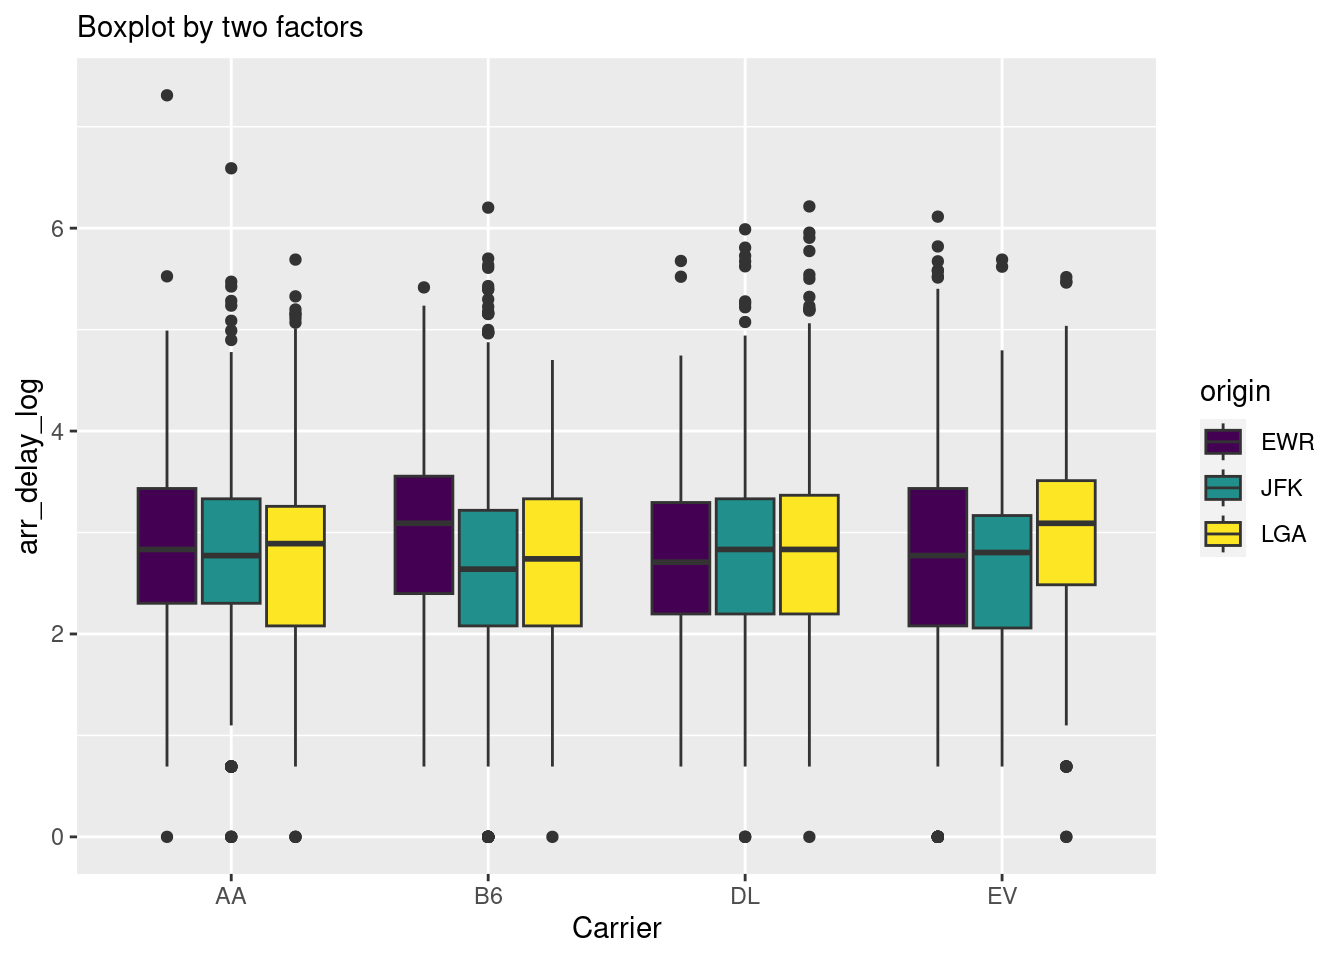 Boxplot by two factors
arr_delay_log
6
4
2
0
AA B6 DL EV
Carrier
origin
EWR
JFK
LGA